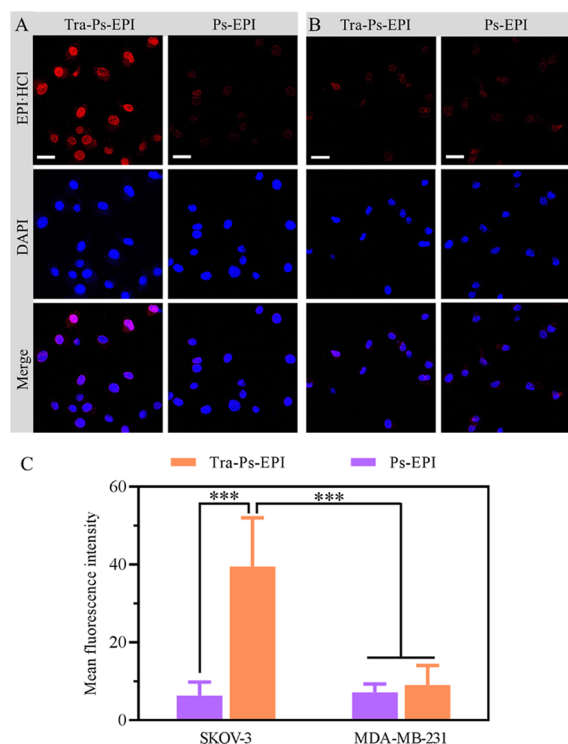 A
Tra-Ps-EPI
Ps-EPI
B
Tra-Ps-EPI
Ps-EPI
EPI·HCl
DAPI
Merge
C
Tra-Ps-EPI
Ps-EPI
Mean fluorescence intensity
60
40
20
0
***
***
SKOV-3
MDA-MB-231